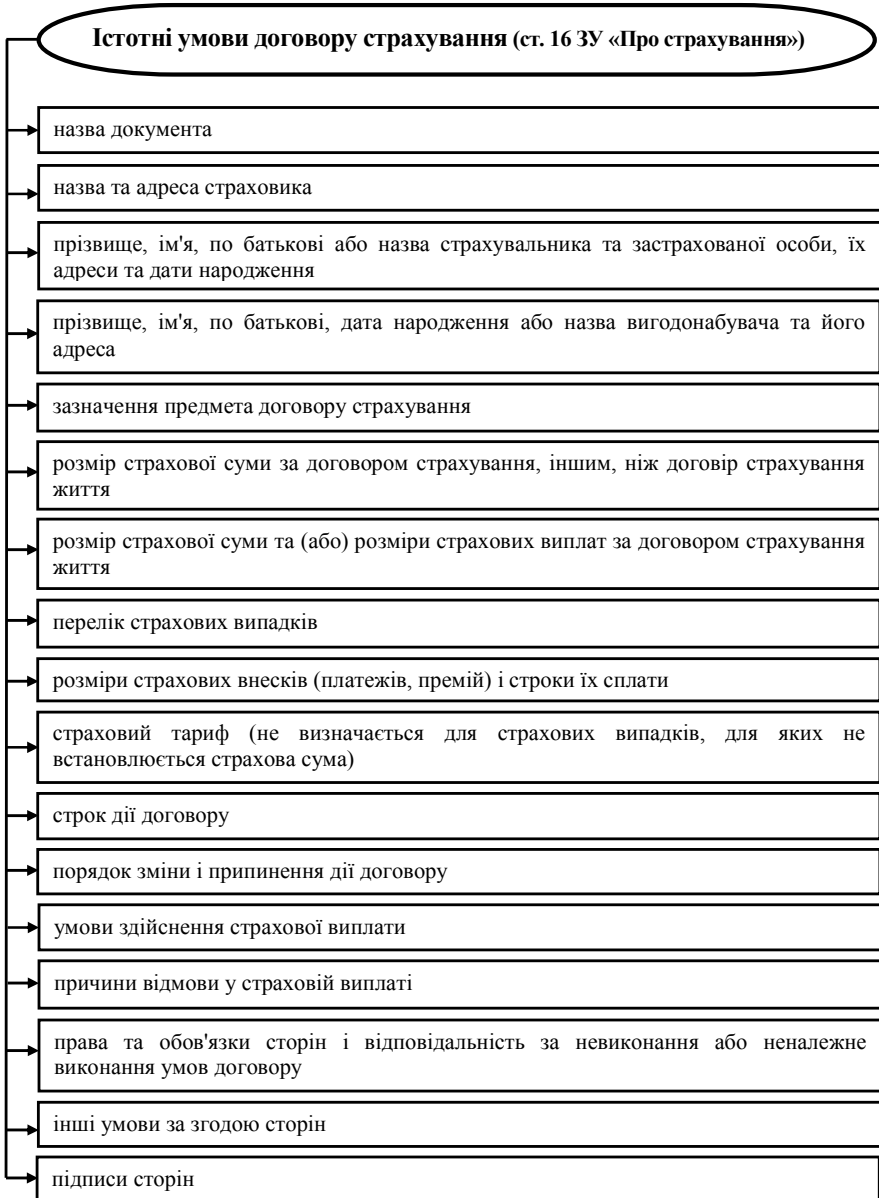 Істотні умови договору страхування (ст. 16 ЗУ «Про страхування»)
назва документа
назва та адреса страховика
прізвище, ім'я, по батькові або назва страхувальника та застрахованої особи, їх
адреси та дати народження
прізвище, ім'я, по батькові, дата народження або назва вигодонабувача та його
адреса
зазначення предмета договору страхування
розмір страхової суми за договором страхування, іншим, ніж договір страхування
життя
розмір страхової суми та (або) розміри страхових виплат за договором страхування
життя
перелік страхових випадків
розміри страхових внесків (платежів, премій) і строки їх сплати
страховий тариф (не визначається для страхових випадків, для яких не
встановлюється страхова сума)
строк дії договору
порядок зміни і припинення дії договору
умови здійснення страхової виплати
причини відмови у страховій виплаті
права та обов'язки сторін і відповідальність за невиконання або неналежне
виконання умов договору
інші умови за згодою сторін
підписи сторін